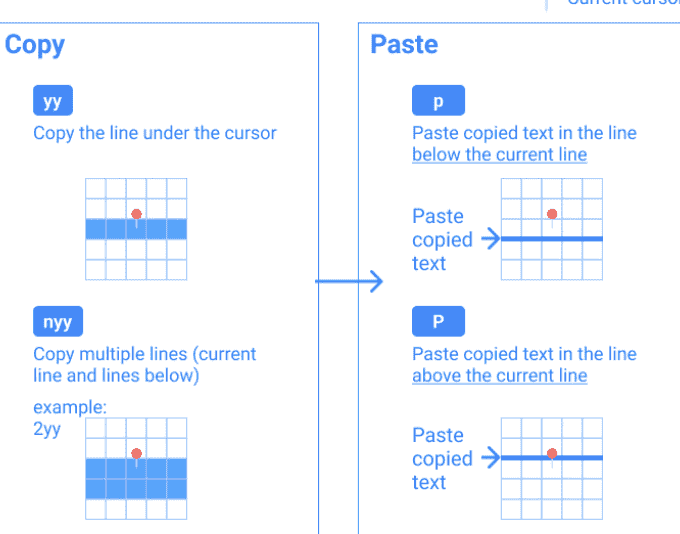 Current cursor
Copy
yy
Copy the line under the cursor
nyy
Copy multiple lines (current
line and lines below)
example:
2yy
Paste
p
Paste copied text in the line
below the current line
Paste
copied
text
P
Paste copied text in the line
above the current line
Paste
copied
text